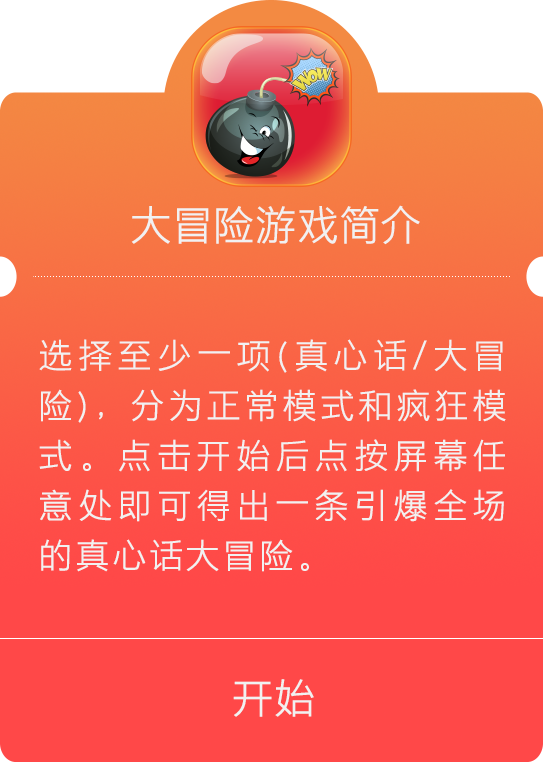 WOW
大冒险游戏简介
选择至少一项(真心话/大冒
险)，分为正常模式和疯狂模
式。点击开始后点按屏幕任
意处即可得出一条引爆全场
的真心话大冒险。
开始